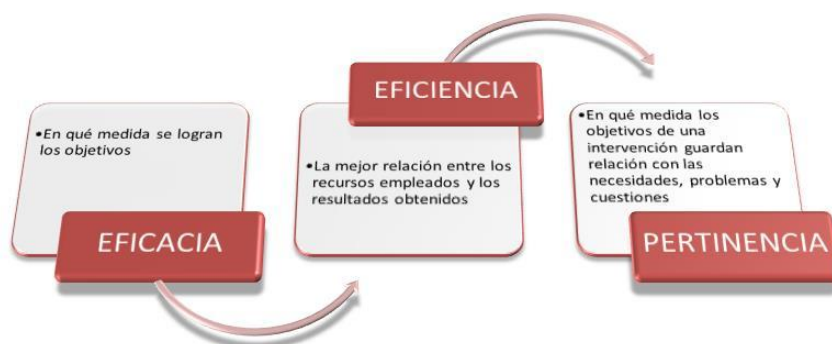 •En qué medida se logran
los objetivos
EFICACIA
EFICIENCIA
•La mejor relación entre los
recursos empleados y los
resultados obtenidos
•En qué medida los
objetivos de una
intervención guardan
relación con las
necesidades, problemas y
cuestiones
PERTINENCIA